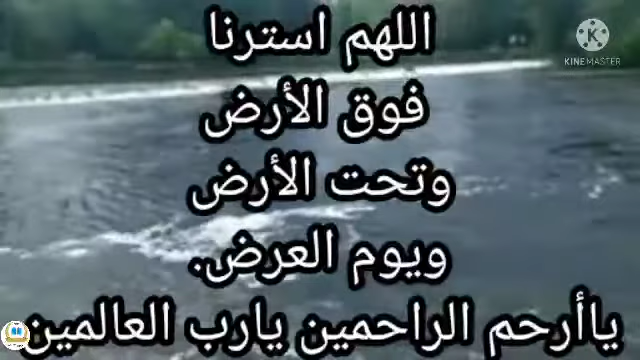 اللهم استرنا
فوق الأرض
وتحت الأرض
ويوم العرض.
ياأرحم الراحمين يارب العالمين
KINEMASTER